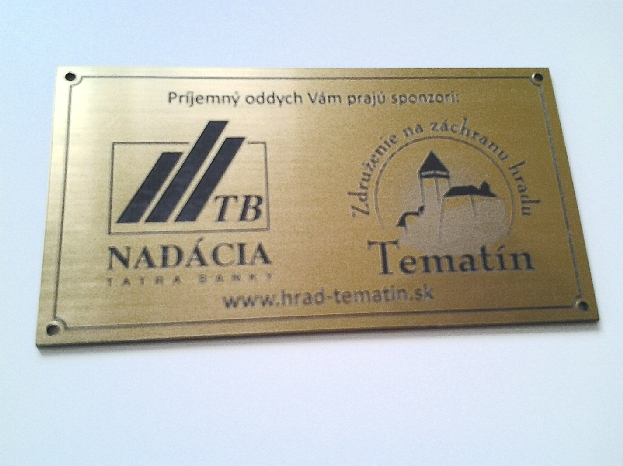 Príjemný oddych Vám prajú sponzori:
TB
NADÁCIA
TATRA BANKY
Združenie na záchranu hradu
Tematín
www.hrad-tematin.sk